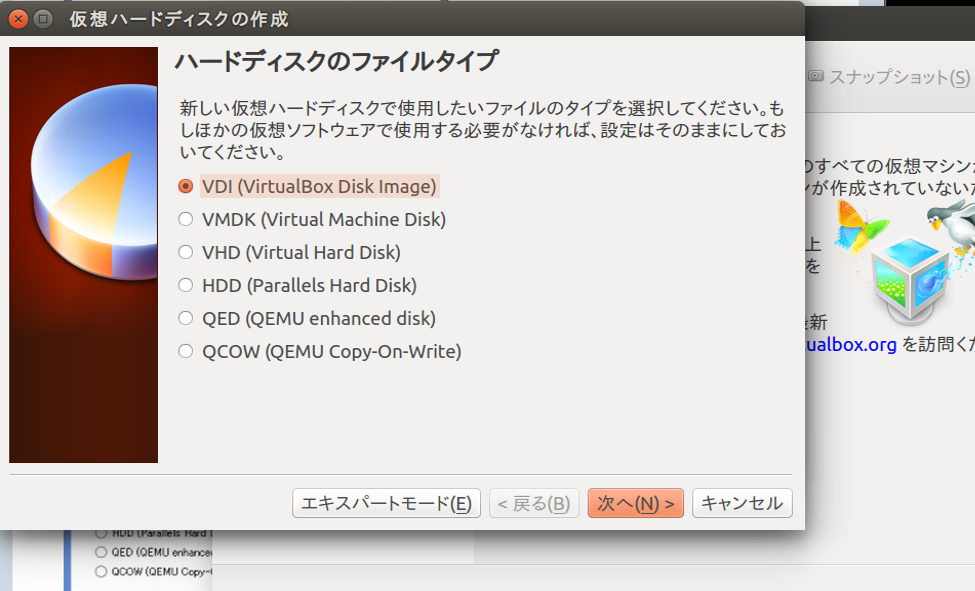 仮想ハードディスクの作成
ハードディスクのファイルタイプ
新しい仮想ハードディスクで使用したいファイルのタイプを選択してください。も
しほかの仮想ソフトウェアで使用する必要がなければ、設定はそのままにしてお
いてください。
VDI (VirtualBox Disk Image)
VMDK (Virtual Machine Disk)
VHD (Virtual Hard Disk)
HDD (Parallels Hard Disk)
QED (QEMU enhanced disk)
QCOW (QEMU Copy-On-Write)
エキスパートモード(E)
< 戻る(B)
次へ(N) >
キャンセル
スナップショット(S)
のすべての仮想マシン
ンが作成されていない
上
を
最新
tualbox.org を訪問く
HDD (Parallels Hard
QED (QEMU enhance
QCOW (QEMU Copy-